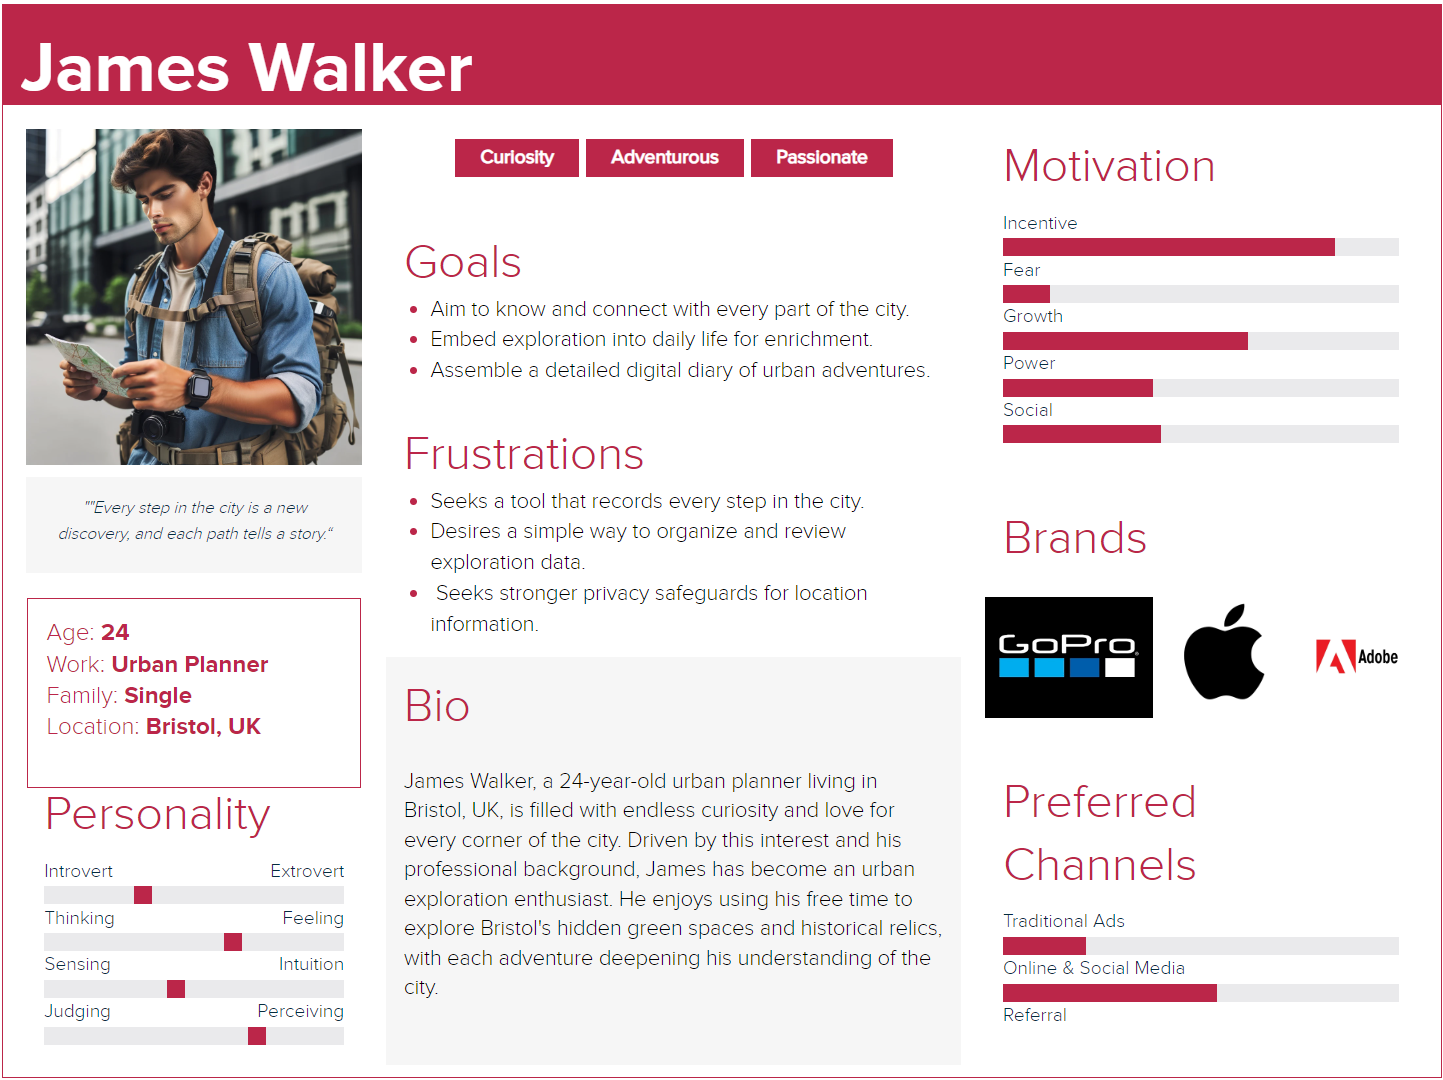 James Walker
""Every step in the city is a new
discovery, and each path tells a story."
Age: 24
Work: Urban Planner
Family: Single
Location: Bristol, UK
Personality
Introvert Extrovert
Thinking Feeling
Sensing Intuition
Judging Perceiving
Curiosity Adventurous Passionate
Goals
Aim to know and connect with every part of the city.
Embed exploration into daily life for enrichment.
Assemble a detailed digital diary of urban adventures.
Frustrations
Seeks a tool that records every step in the city.
Desires a simple way to organize and review
exploration data.
Seeks stronger privacy safeguards for location
information.
Bio
James Walker, a 24-year-old urban planner living in
Bristol, UK, is filled with endless curiosity and love for
every corner of the city. Driven by this interest and his
professional background, James has become an urban
exploration enthusiast. He enjoys using his free time to
explore Bristol's hidden green spaces and historical relics,
with each adventure deepening his understanding of the
city.
Motivation
Incentive
Fear
Growth
Power
Social
Brands
GoPro
Adobe
Preferred
Channels
Traditional Ads
Online & Social Media
Referral